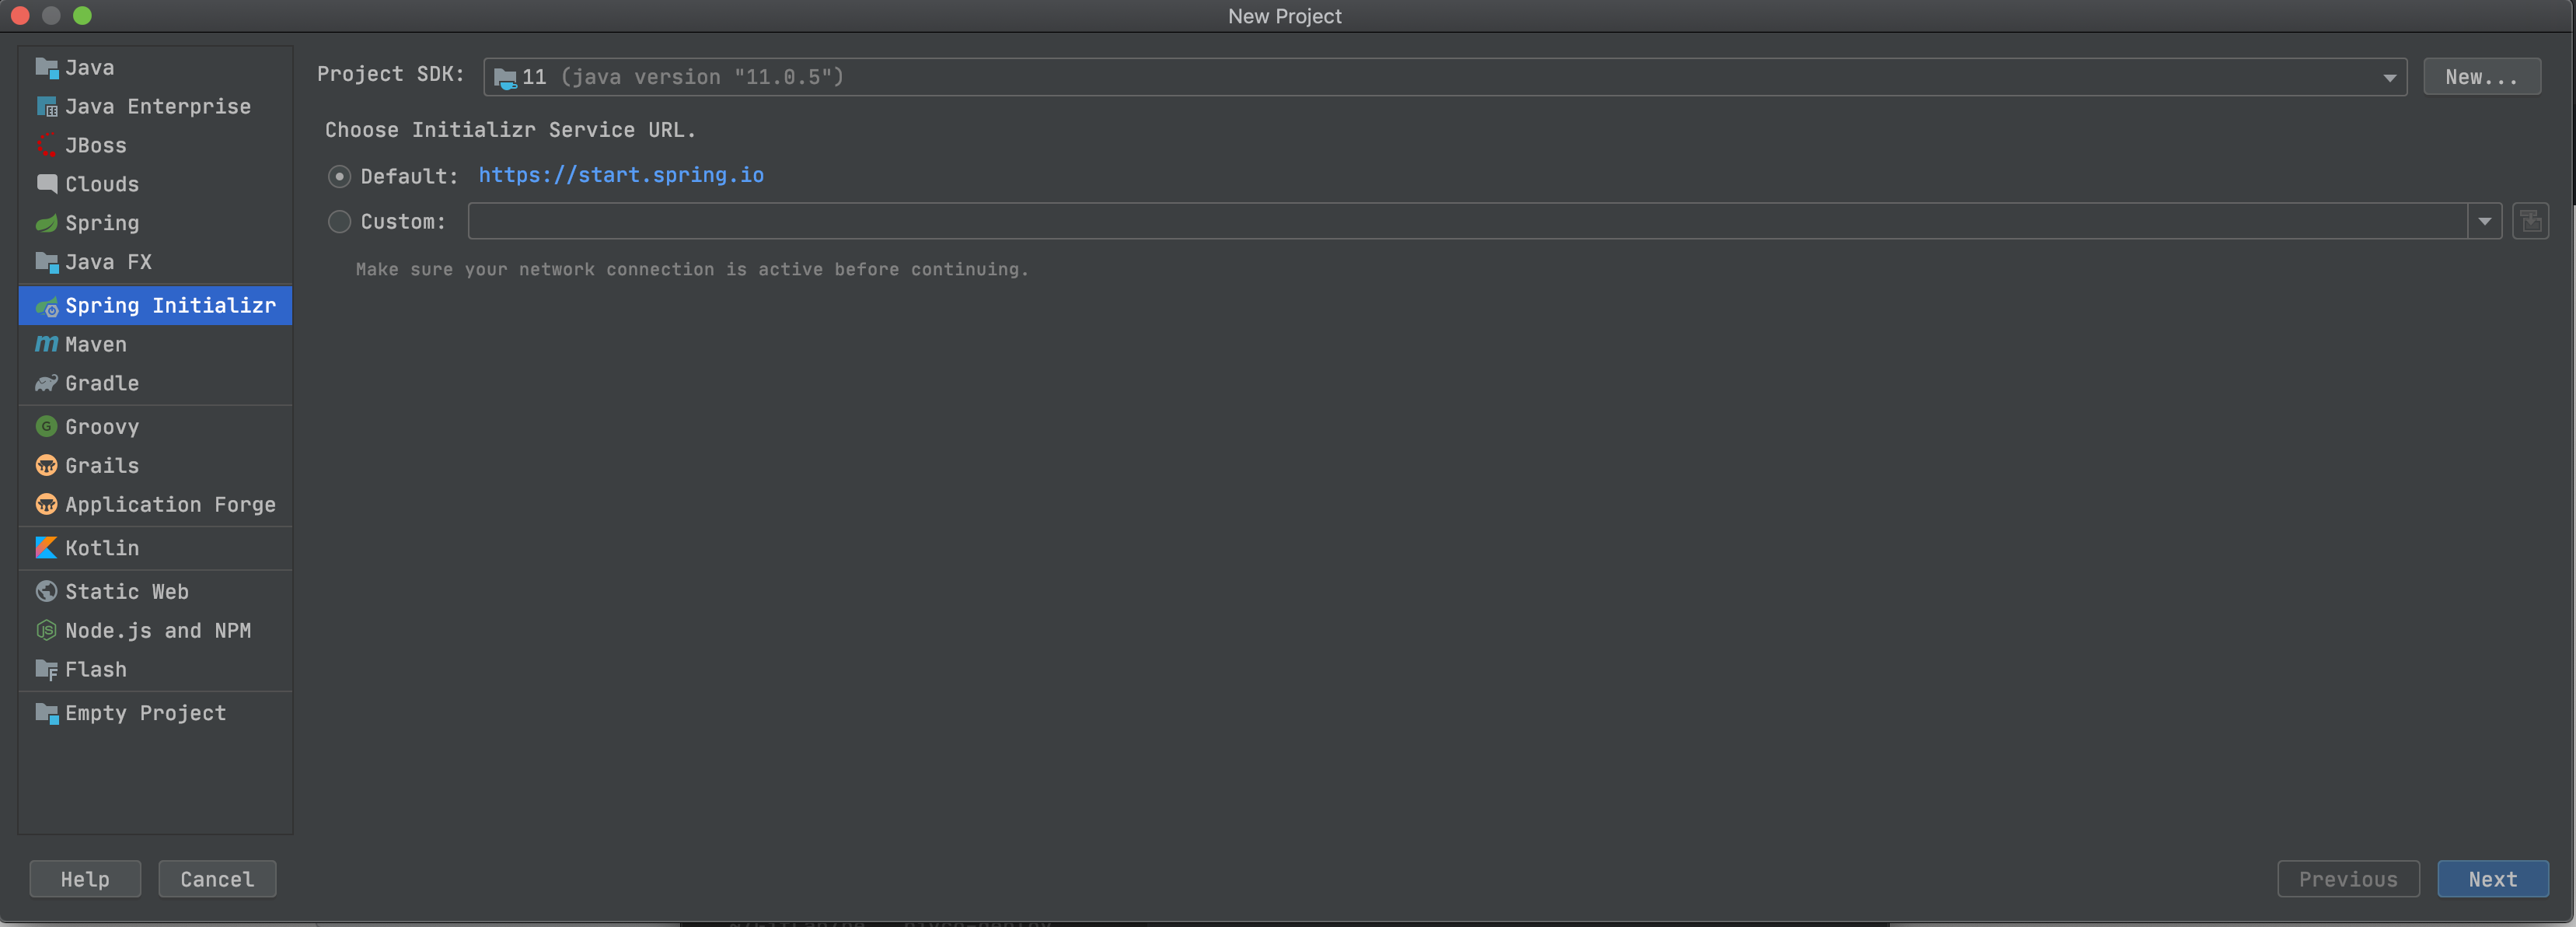 New Project
Java
Java Enterprise
JBoss
Clouds
Spring
Java FX
Spring Initializr
Maven
Gradle
Groovy
Grails
Application Forge
Kotlin
Static Web
Node.js and NPM
Flash
Empty Project
Project SDK: 11 (java version "11.0.5") New...
Choose Initializr Service URL.
Default: https://start.spring.io
Custom:
Make sure your network connection is active before continuing.
Help Cancel Previous Next